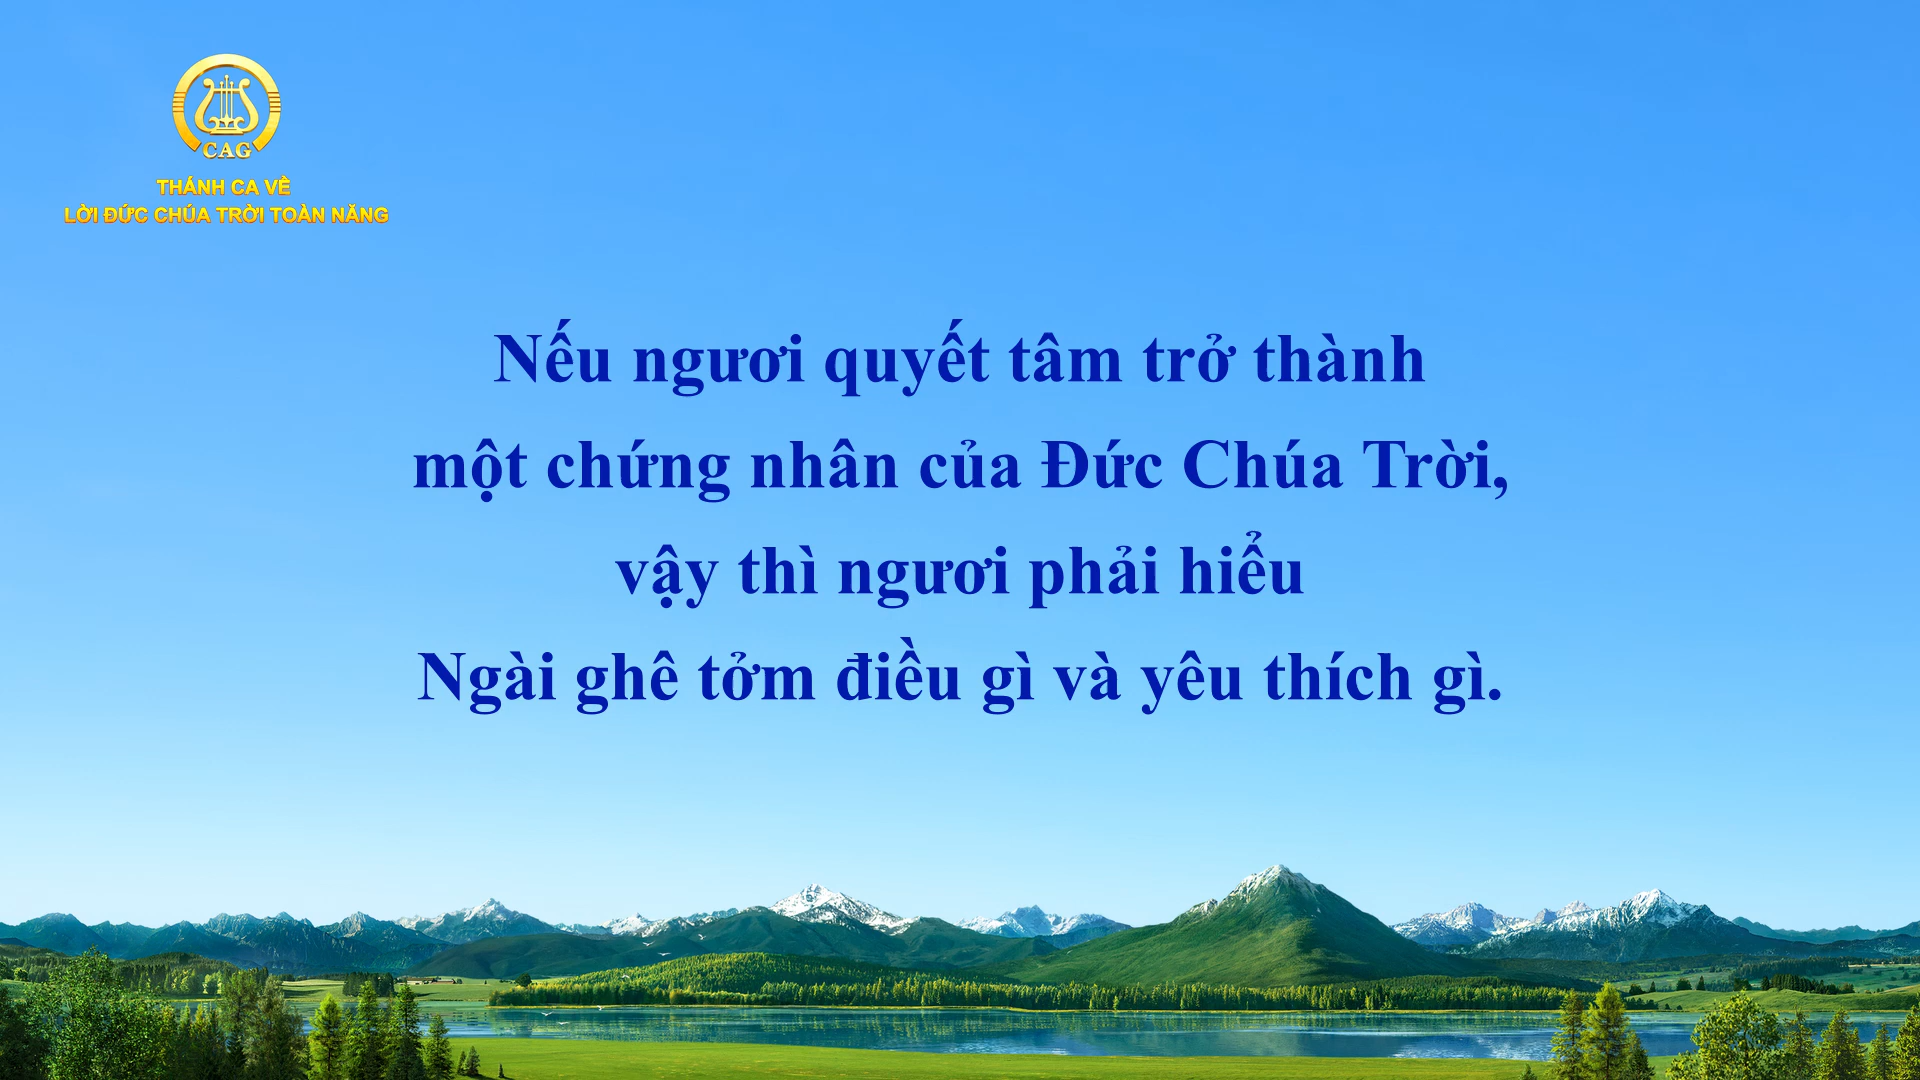 CAG
THÁNH CA VỀ
LỜI ĐỨC CHÚA TRỜI TOÀN NĂNG
Nếu ngươi quyết tâm trở thành
một chứng nhân của Đức Chúa Trời,
vậy thì ngươi phải hiểu
Ngài ghê tởm điều gì và yêu thích gì.